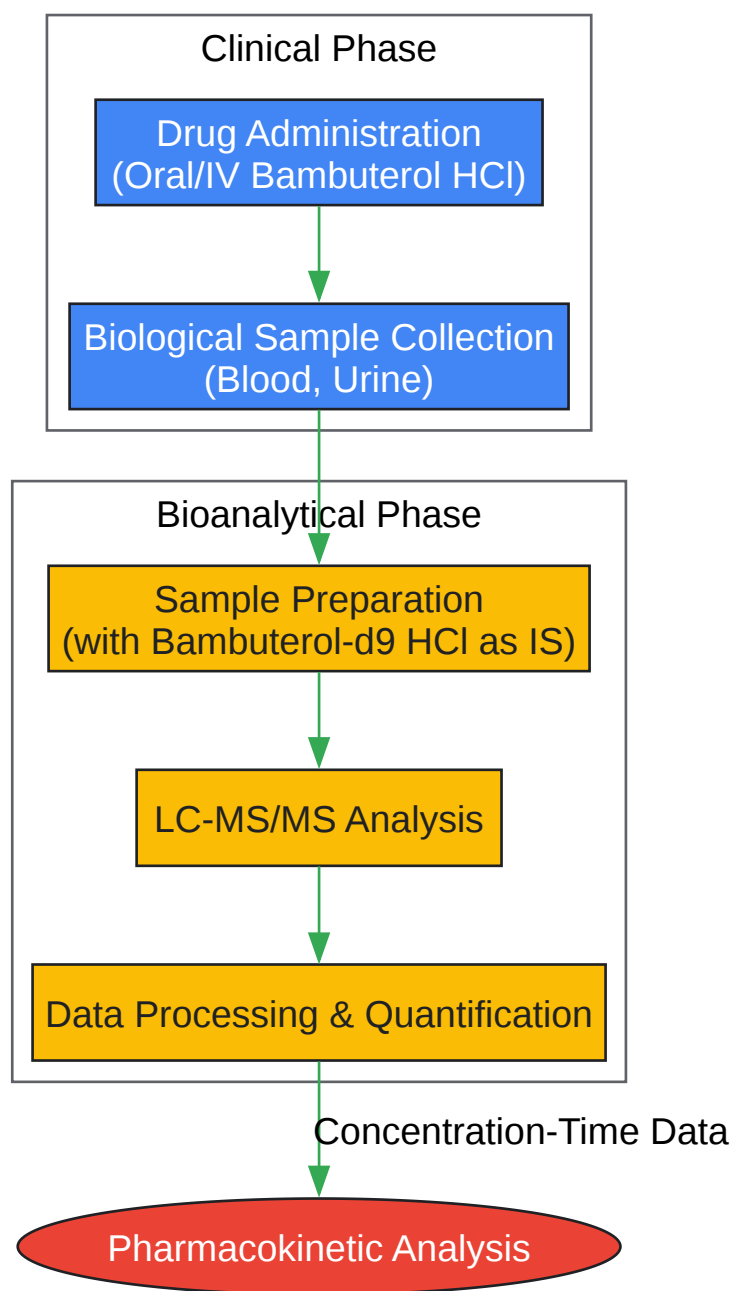 Clinical Phase
Drug Administration
(Oral/IV Bambuterol HCl)
Biological Sample Collection
(Blood, Urine)
Bioanalytical Phase
Sample Preparation
(with Bambuterol-d9 HCl as IS)
LC-MS/MS Analysis
Data Processing & Quantification
Concentration-Time Data
Pharmacokinetic Analysis